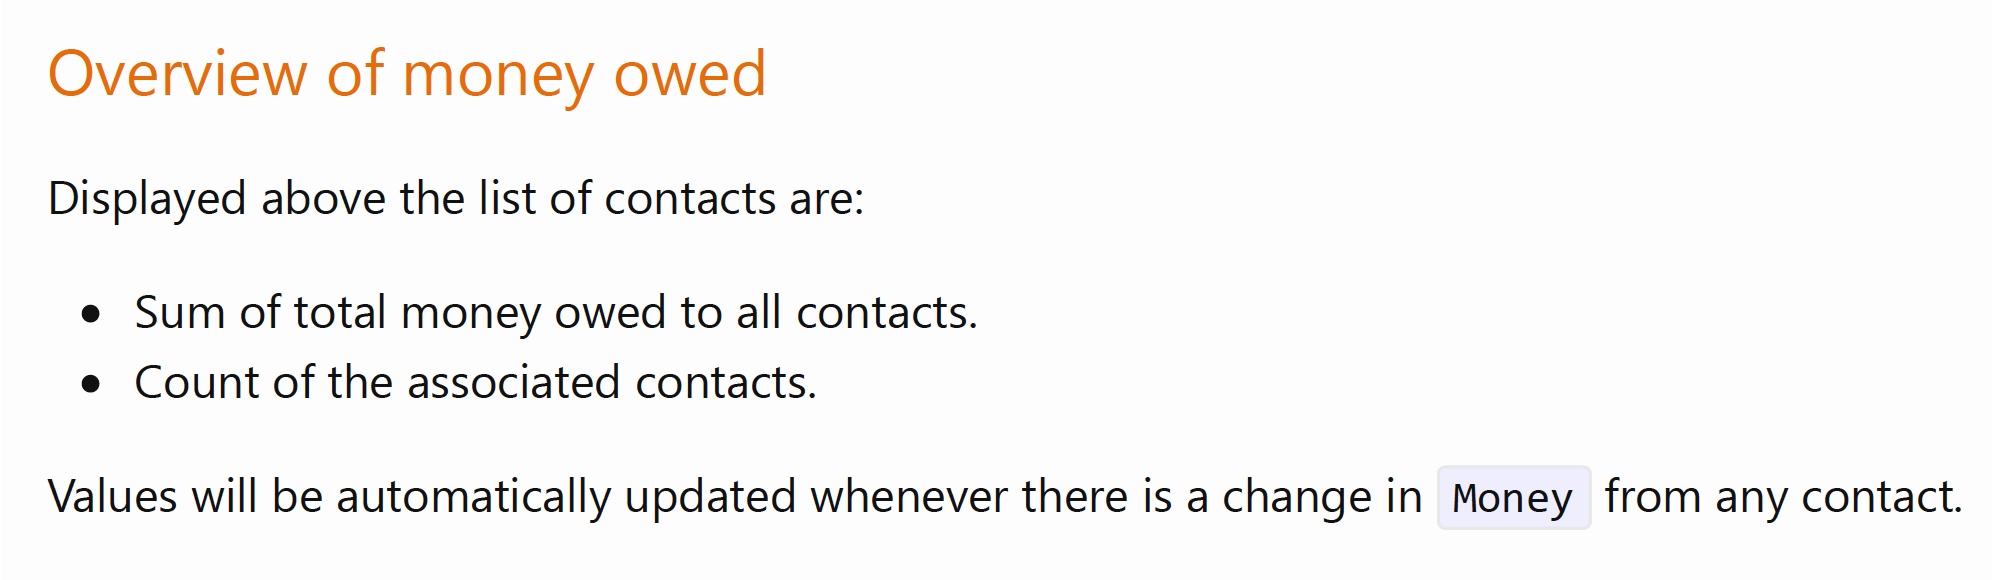 Overview of money owed
Displayed above the list of contacts are:
• Sum of total money owed to all contacts.
• Count of the associated contacts.
Values will be automatically updated whenever there is a change in Money from any contact.